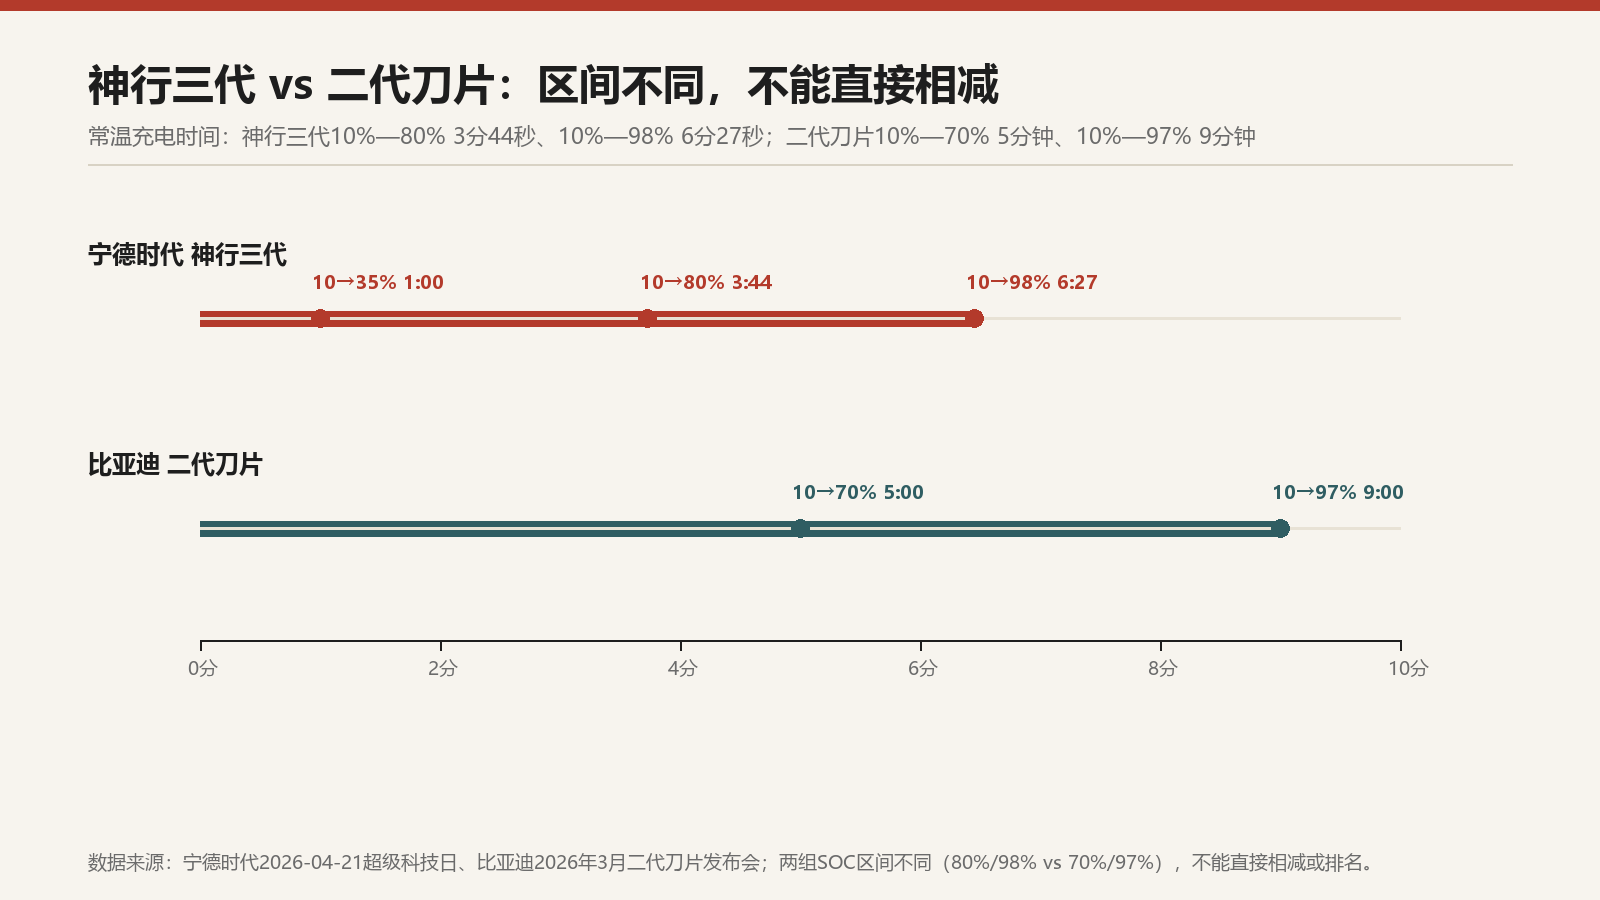 神行三代 vs 二代刀片：区间不同，不能直接相减
常温充电时间：神行三代10%—80% 3分44秒、10%—98% 6分27秒；二代刀片10%—70% 5分钟、10%—97% 9分钟
宁德时代 神行三代
10→35% 1:00
10→80% 3:44
10→98% 6:27
比亚迪 二代刀片
10→70% 5:00
10→97% 9:00
0分
2分
4分
6分
8分
10分
数据来源：宁德时代2026-04-21超级科技日、比亚迪2026年3月二代刀片发布会；两组SOC区间不同（80%/98% vs 70%/97%），不能直接相减或排名。